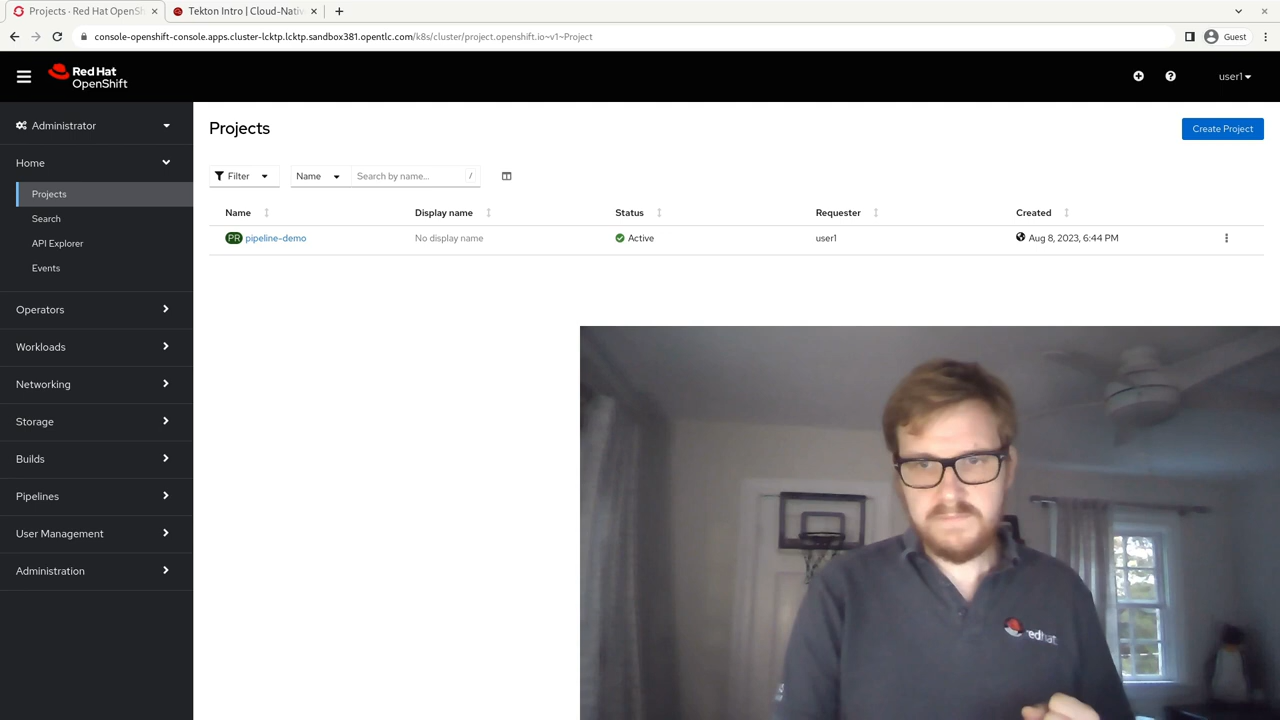 Projects · Red Hat OpenSh
Tekton Intro | Cloud-Nativ
console-openshift-console.apps.cluster-lcktp.lcktp.sandbox381.opentlc.com/k8s/cluster/project.openshift.io~v1~Project
Guest
Red Hat
OpenShift
user1
Administrator
Home
Projects
Search
API Explorer
Events
Operators
Workloads
Networking
Storage
Builds
Pipelines
User Management
Administration
Projects
Create Project
Filter
Name
Search by name...
/
Name
Display name
Status
Requester
Created
PR pipeline-demo
No display name
Active
user1
Aug 8, 2023, 6:44 PM
redhat